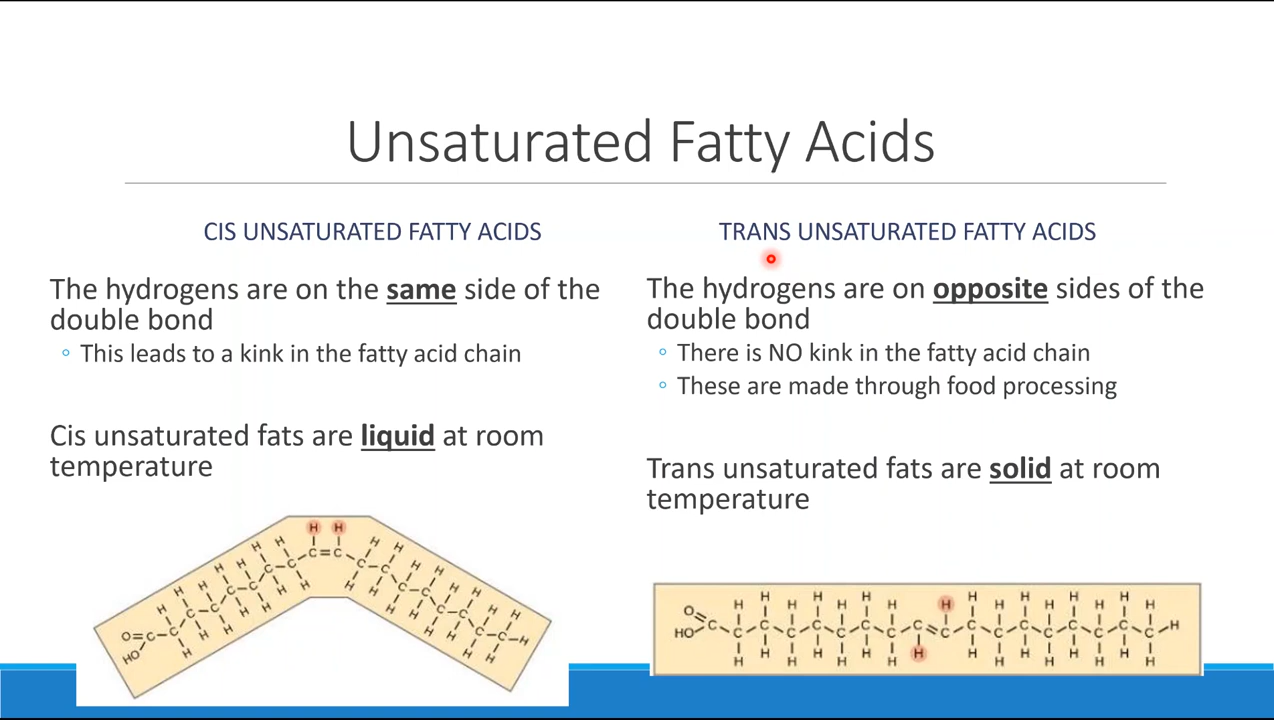 Unsaturated Fatty Acids
CIS UNSATURATED FATTY ACIDS
The hydrogens are on the same side of the
double bond
◦ This leads to a kink in the fatty acid chain
Cis unsaturated fats are liquid at room
temperature
TRANS UNSATURATED FATTY ACIDS
The hydrogens are on opposite sides of the
double bond
◦ There is NO kink in the fatty acid chain
◦ These are made through food processing
Trans unsaturated fats are solid at room
temperature